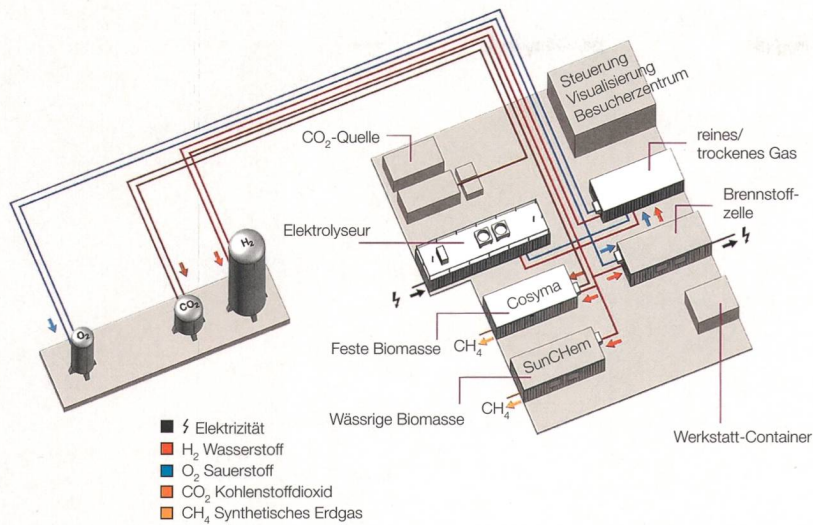 Steuerung
Visualisierung
Besucherzentrum
CO₂-Quelle
reines/
trockenes Gas
Brennstoff-
zelle
Elektrolyseur
H₂
CO₂
O₂
Cosyma
Feste Biomasse
CH₄
SunCHem
Wässrige Biomasse
CH₄
Werkstatt-Container
Elektrizität
H₂ Wasserstoff
O₂ Sauerstoff
CO₂ Kohlenstoffdioxid
CH₄ Synthetisches Erdgas